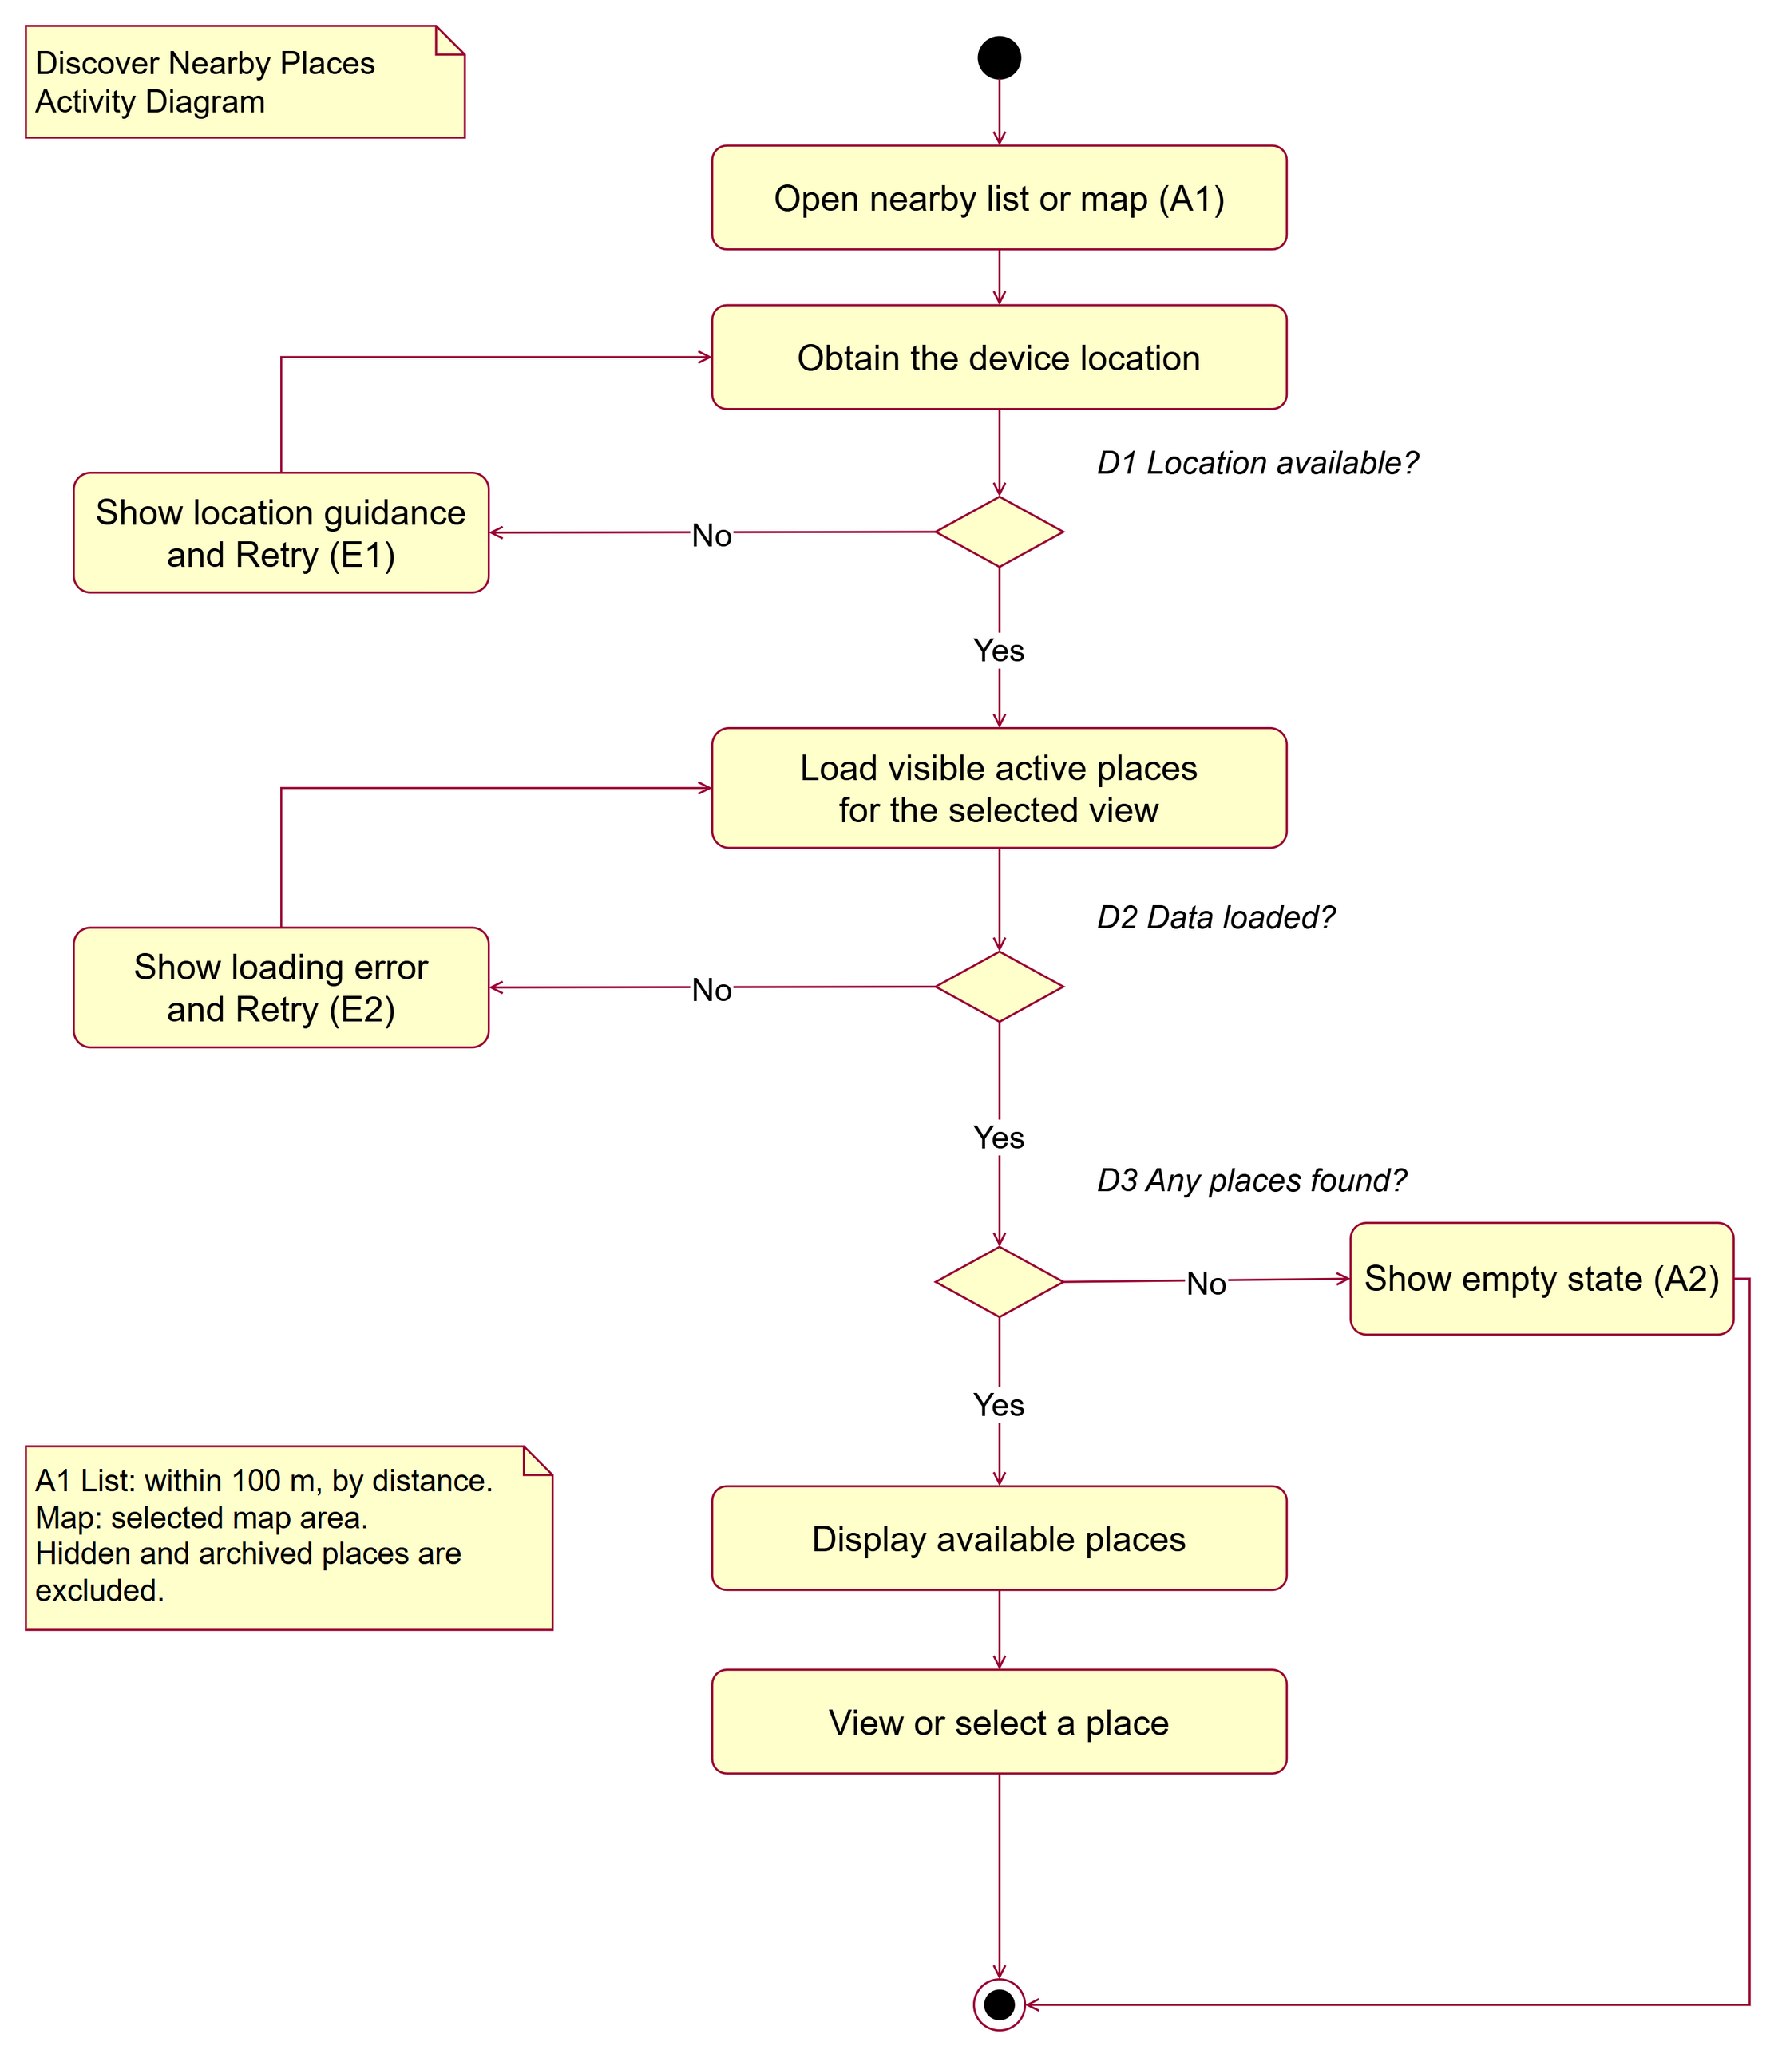 Discover Nearby Places
Activity Diagram
Open nearby list or map (A1)
Obtain the device location
D1 Location available?
Show location guidance
and Retry (E1)
No
Yes
Load visible active places
for the selected view
D2 Data loaded?
Show loading error
and Retry (E2)
No
Yes
D3 Any places found?
No
Show empty state (A2)
Yes
A1 List: within 100 m, by distance.
Map: selected map area.
Hidden and archived places are
excluded.
Display available places
View or select a place